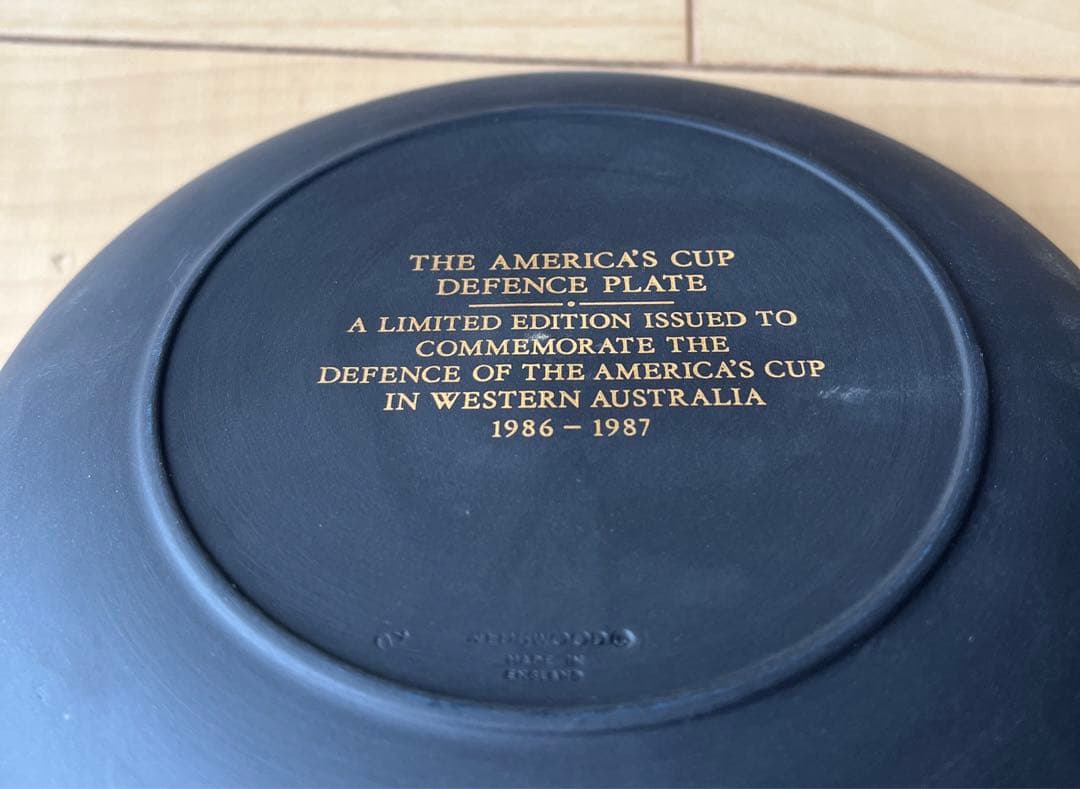 THE AMERICA'S CUP
DEFENCE PLATE
A LIMITED EDITION ISSUED TO
COMMEMORATE THE
DEFENCE OF THE AMERICA'S CUP
IN WESTERN AUSTRALIA
1986 – 1987
WEDGWOOD
MADE IN
ENGLAND